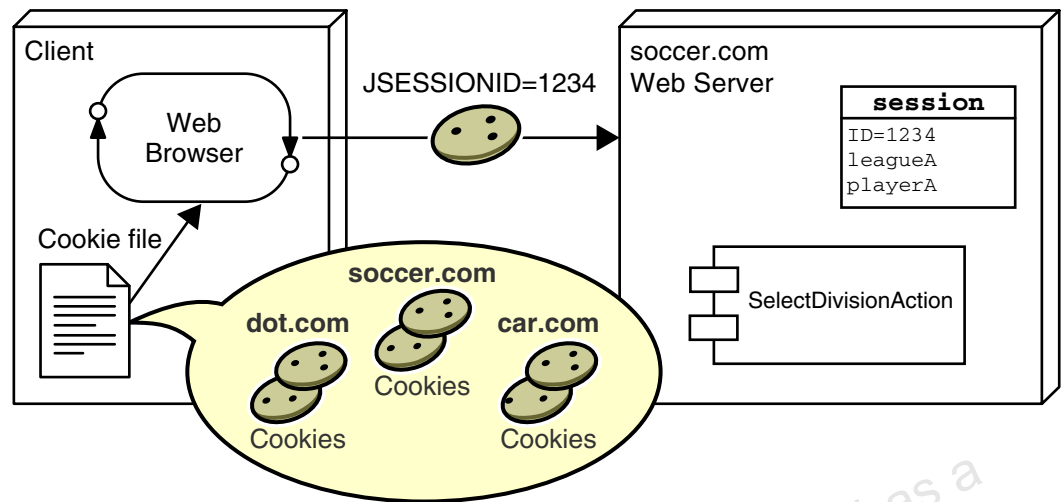 Client
Web
Browser
Cookie file
JSESSIONID=1234
soccer.com
Web Server
session
ID=1234
leagueA
playerA
SelectDivisionAction
soccer.com
Cookies
dot.com
Cookies
car.com
Cookies
as a